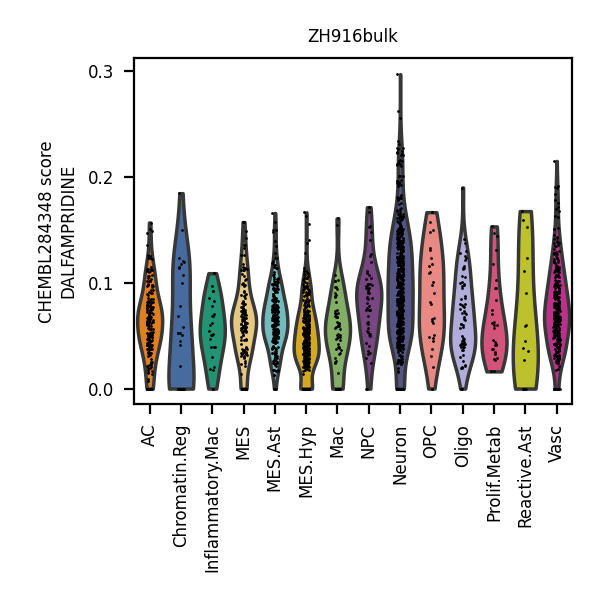 ZH916bulk
CHEMBL284348 score
DALFAMPRIDINE
0.3
0.2
0.1
0.0
AC
Chromatin.Reg
Inflammatory.Mac
MES
MES.Ast
MES.Hyp
Mac
NPC
Neuron
OPC
Oligo
Prolif.Metab
Reactive.Ast
Vasc